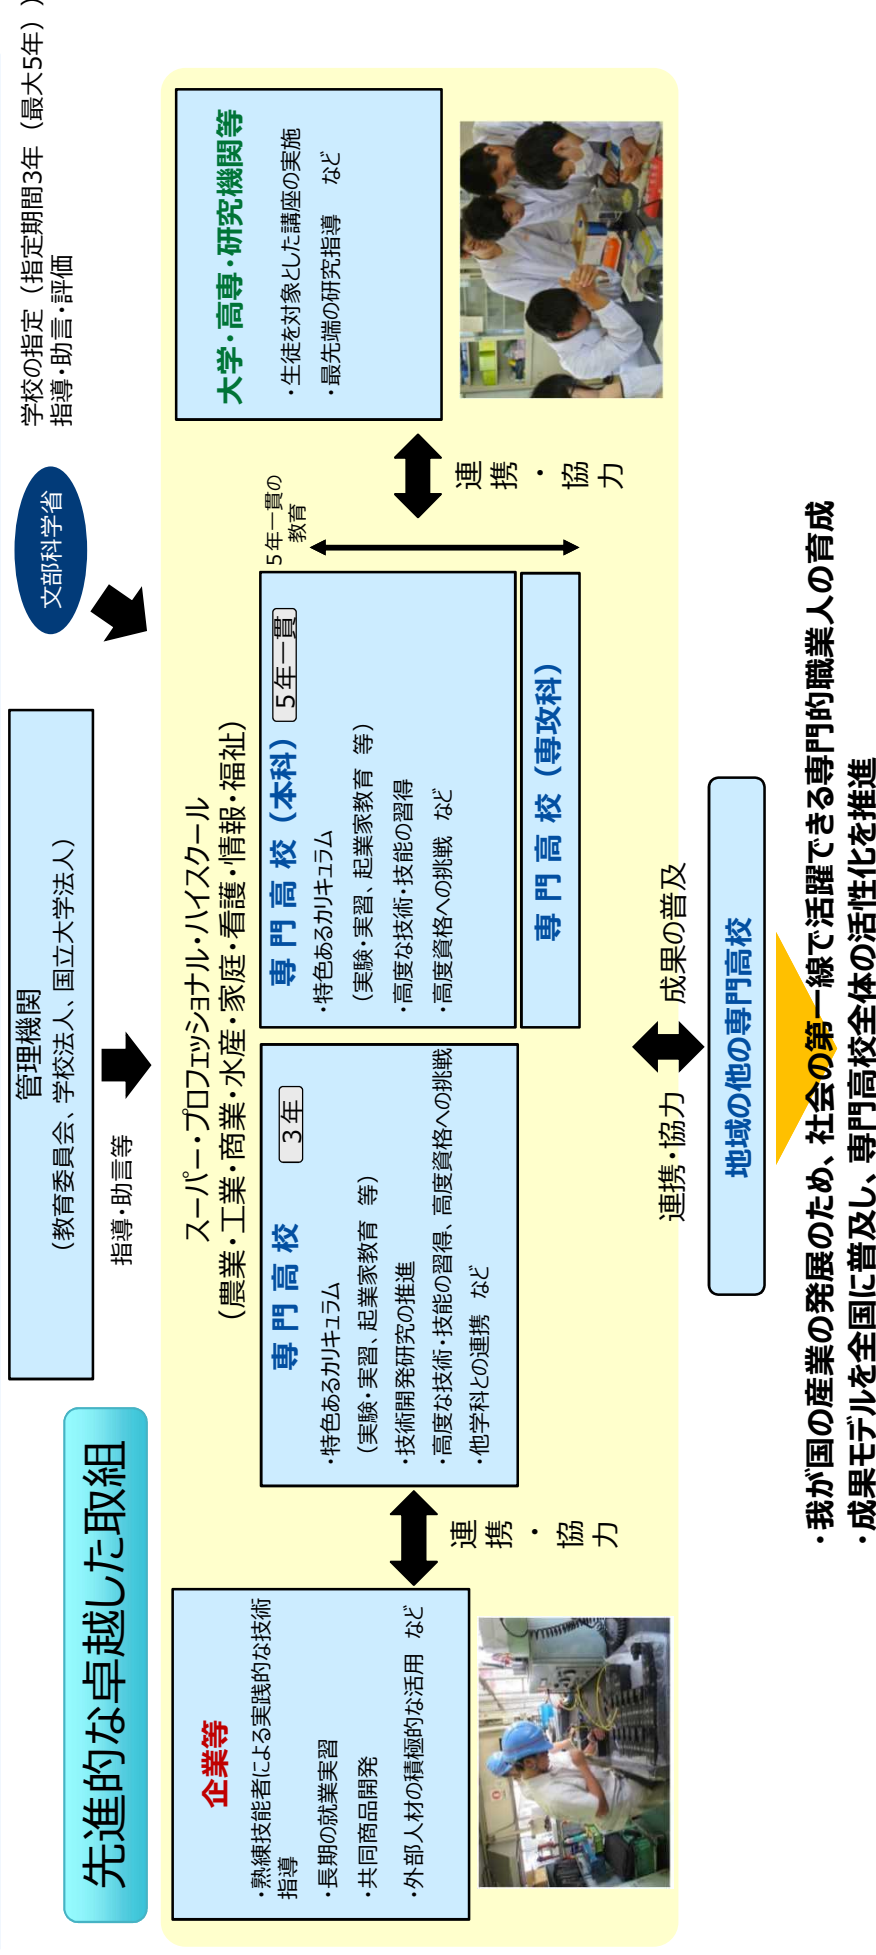 先進的な卓越した取組
管理機関
（教育委員会、学校法人、国立大学法人）
指導・助言等
文部科学省
学校の指定（指定期間3年（最大5年））
指導・助言・評価
スーパー・プロフェッショナル・ハイスクール
（農業・工業・商業・水産・家庭・看護・情報・福祉）
企業等
・熟練技能者による実践的な技術
指導
・長期の就業実習
・共同商品開発
・外部人材の積極的な活用 など
連携・協力
専門高校
3年
・特色あるカリキュラム
（実験・実習、起業家教育 等）
・技術開発研究の推進
・高度な技術・技能の習得、高度資格への挑戦
・他学科との連携 など
専門高校（本科）
5年一貫
・特色あるカリキュラム
（実験・実習、起業家教育 等）
・高度な技術・技能の習得
・高度資格への挑戦 など
専門高校（専攻科）
5年一貫の
教育
連携・協力
大学・高専・研究機関等
・生徒を対象とした講座の実施
・最先端の研究指導 など
連携・協力
成果の普及
地域の他の専門高校
・我が国の産業の発展のため、社会の第一線で活躍できる専門的職業人の育成
・成果モデルを全国に普及し、専門高校全体の活性化を推進